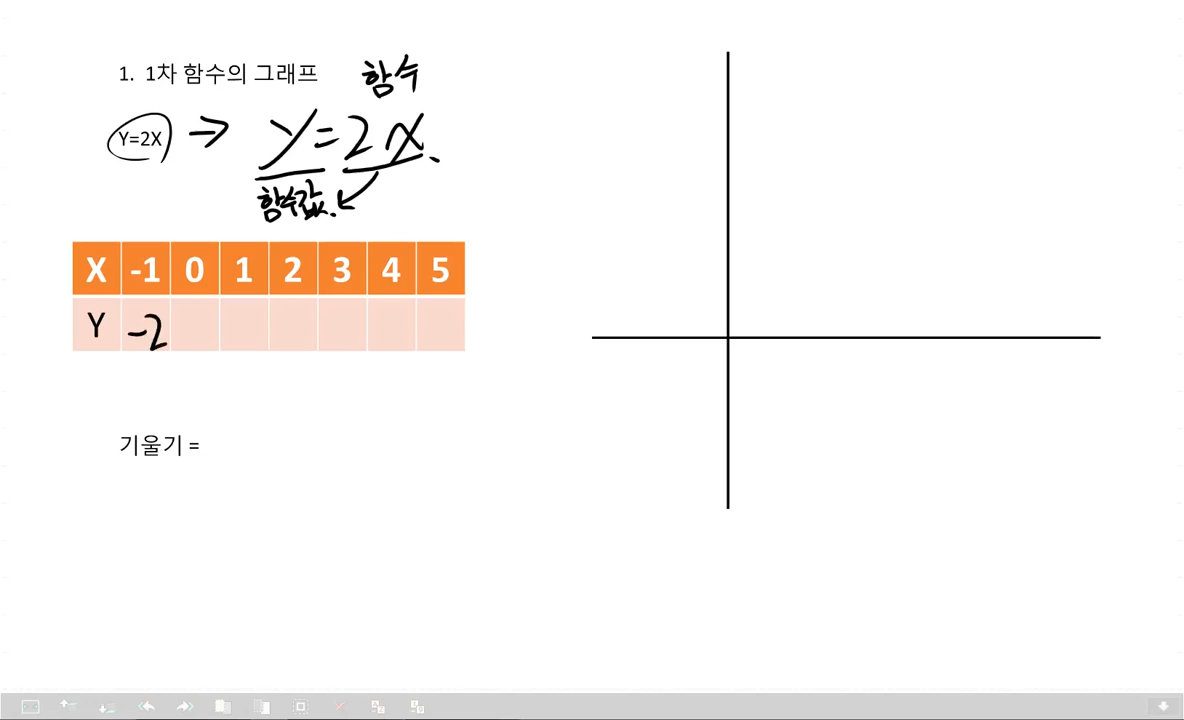 1. 1차 함수의 그래프 함수
Y=2X → y=2x.
함수값.
X -1 0 1 2 3 4 5
Y -2
기울기 =